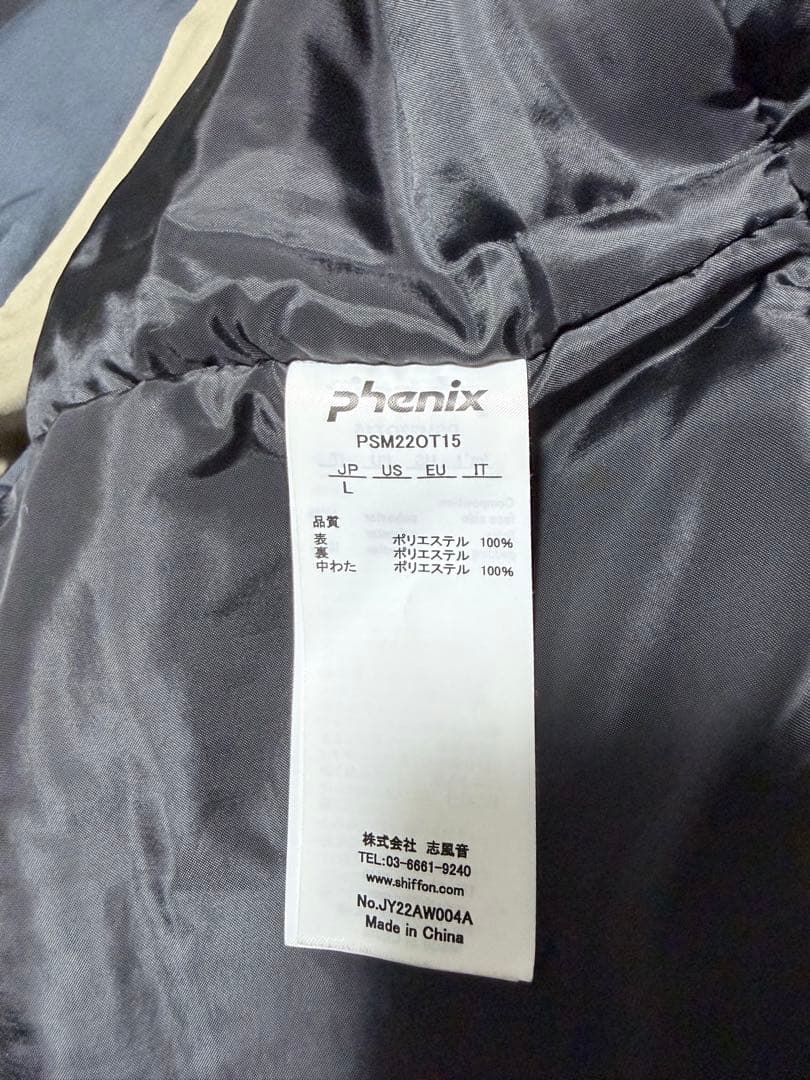 phenix
PSM22OT15
JP US EU IT
L
品質
表 ポリエステル 100%
裏 ポリエステル
中わた ポリエステル 100%
株式会社 志風音
TEL:03-6661-9240
www.shiffon.com
No.JY22AW004A
Made in China